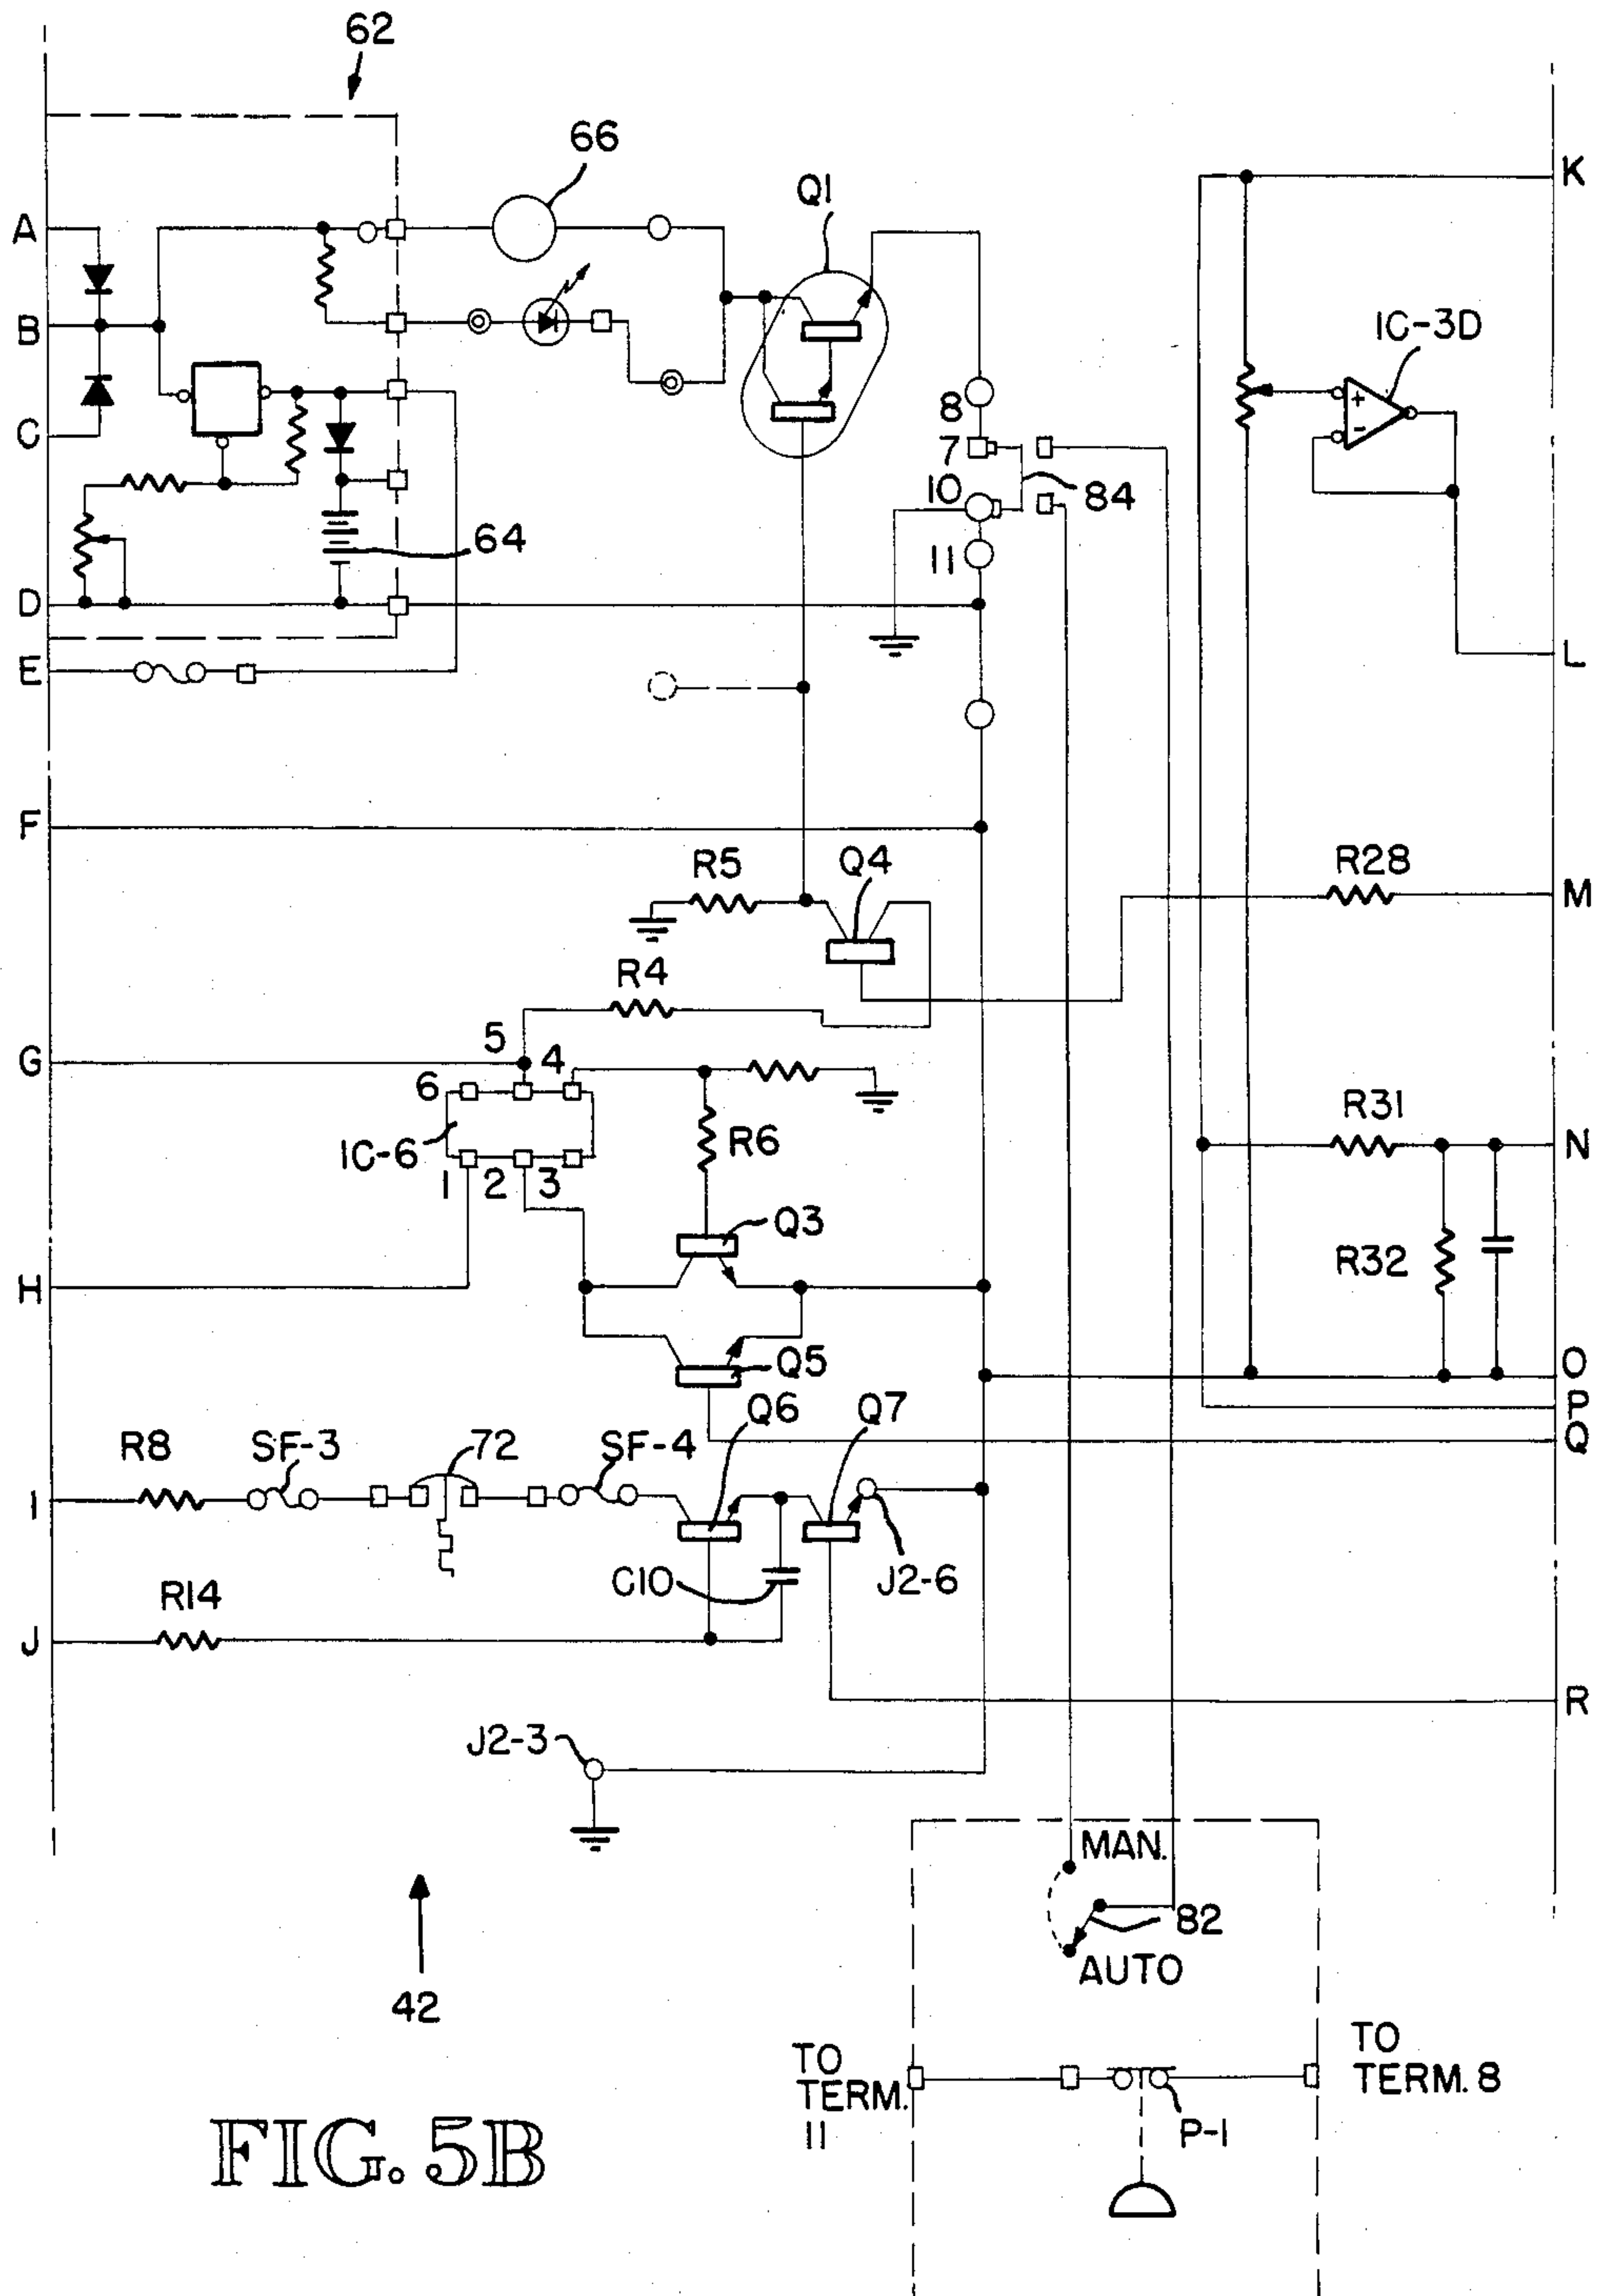 62
66
Q1
A
K
B
IC-3D
C
8
7
10
84
64
11
D
E
L
F
R5
Q4
R28
M
R4
5
G
4
6
R31
IC-6
R6
N
1
2
3
Q3
H
R32
Q5
O
P
Q6
Q7
Q
R8
SF-3
72
SF-4
I
C10
J2-6
R14
J
R
J2-3
MAN.
82
AUTO
42
TO
TERM.
11
TO
TERM. 8
P-1
FIG. 5B